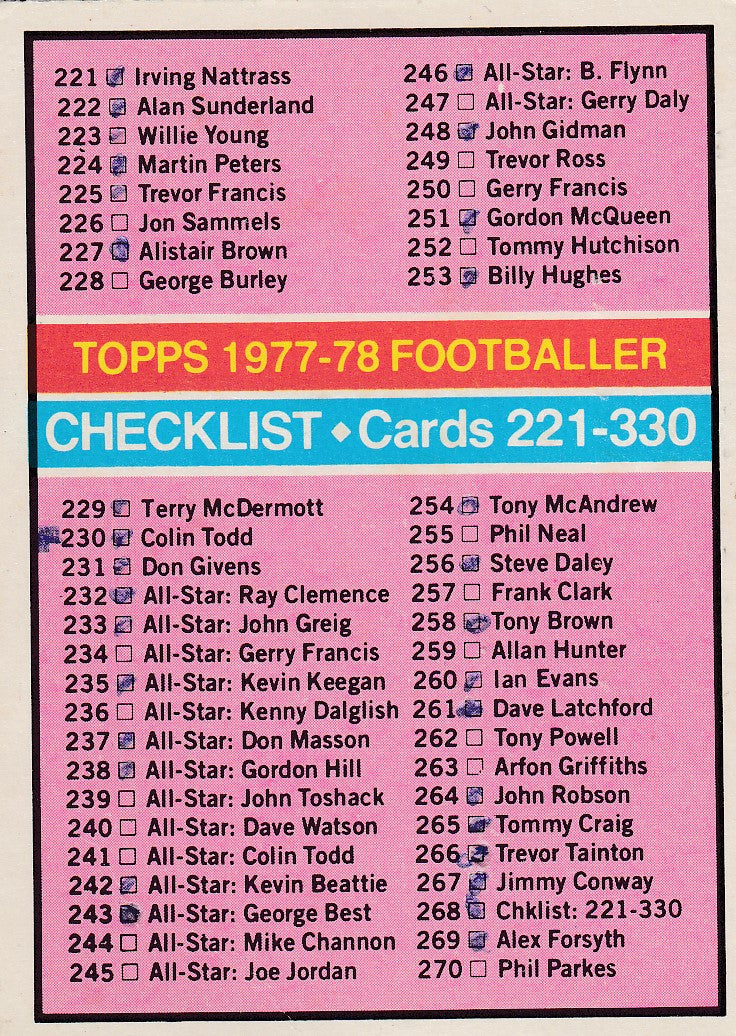 221 Irving Nattrass
222 Alan Sunderland
223 Willie Young
224 Martin Peters
225 Trevor Francis
226 Jon Sammels
227 Alistair Brown
228 George Burley
246 All-Star: B. Flynn
247 All-Star: Gerry Daly
248 John Gidman
249 Trevor Ross
250 Gerry Francis
251 Gordon McQueen
252 Tommy Hutchison
253 Billy Hughes
TOPPS 1977-78 FOOTBALLER
CHECKLIST ◆ Cards 221-330
229 Terry McDermott
230 Colin Todd
231 Don Givens
232 All-Star: Ray Clemence
233 All-Star: John Greig
234 All-Star: Gerry Francis
235 All-Star: Kevin Keegan
236 All-Star: Kenny Dalglish
237 All-Star: Don Masson
238 All-Star: Gordon Hill
239 All-Star: John Toshack
240 All-Star: Dave Watson
241 All-Star: Colin Todd
242 All-Star: Kevin Beattie
243 All-Star: George Best
244 All-Star: Mike Channon
245 All-Star: Joe Jordan
254 Tony McAndrew
255 Phil Neal
256 Steve Daley
257 Frank Clark
258 Tony Brown
259 Allan Hunter
260 Ian Evans
261 Dave Latchford
262 Tony Powell
263 Arfon Griffiths
264 John Robson
265 Tommy Craig
266 Trevor Tainton
267 Jimmy Conway
268 Chklist: 221-330
269 Alex Forsyth
270 Phil Parkes